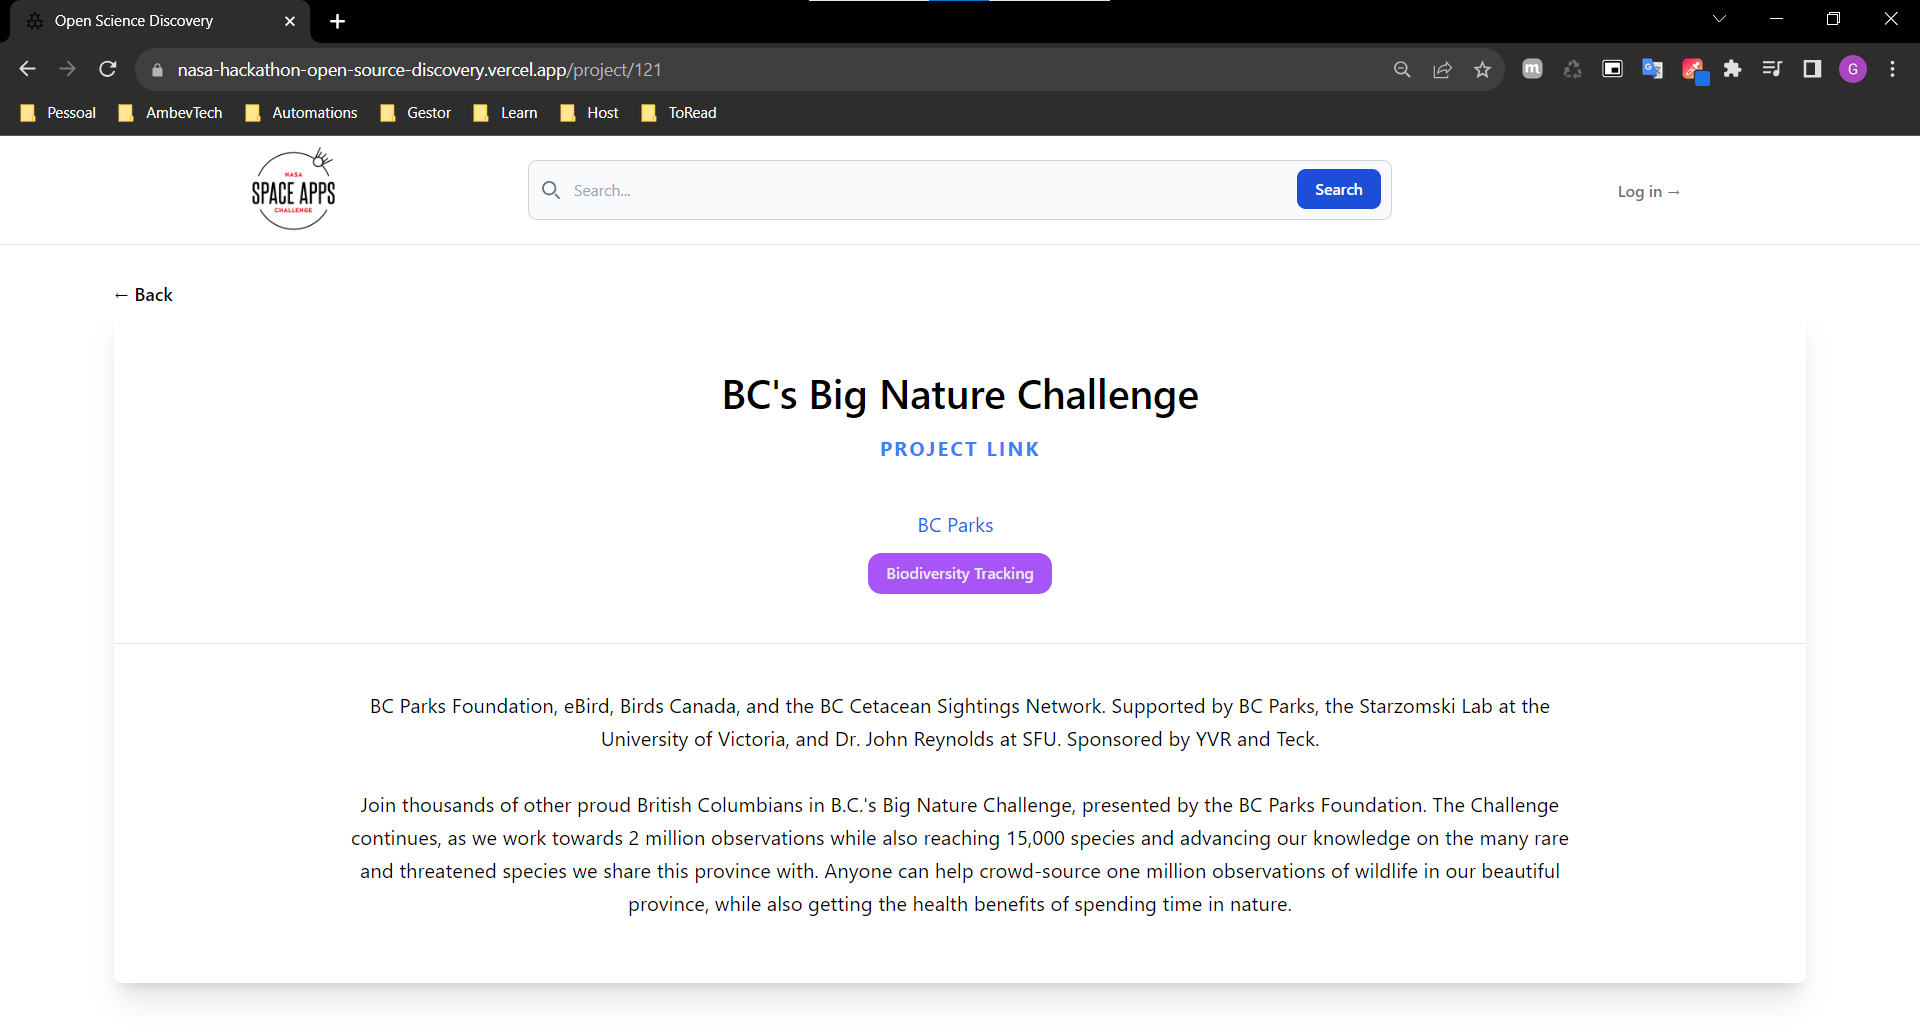 Open Science Discovery
nasa-hackathon-open-source-discovery.vercel.app/project/121
m
G
G
Pessoal
AmbevTech
Automations
Gestor
Learn
Host
ToRead
NASA
SPACE APPS
CHALLENGE
Search...
Search
Log in →
← Back
BC's Big Nature Challenge
PROJECT LINK
BC Parks
Biodiversity Tracking
BC Parks Foundation, eBird, Birds Canada, and the BC Cetacean Sightings Network. Supported by BC Parks, the Starzomski Lab at the
University of Victoria, and Dr. John Reynolds at SFU. Sponsored by YVR and Teck.
Join thousands of other proud British Columbians in B.C.'s Big Nature Challenge, presented by the BC Parks Foundation. The Challenge
continues, as we work towards 2 million observations while also reaching 15,000 species and advancing our knowledge on the many rare
and threatened species we share this province with. Anyone can help crowd-source one million observations of wildlife in our beautiful
province, while also getting the health benefits of spending time in nature.